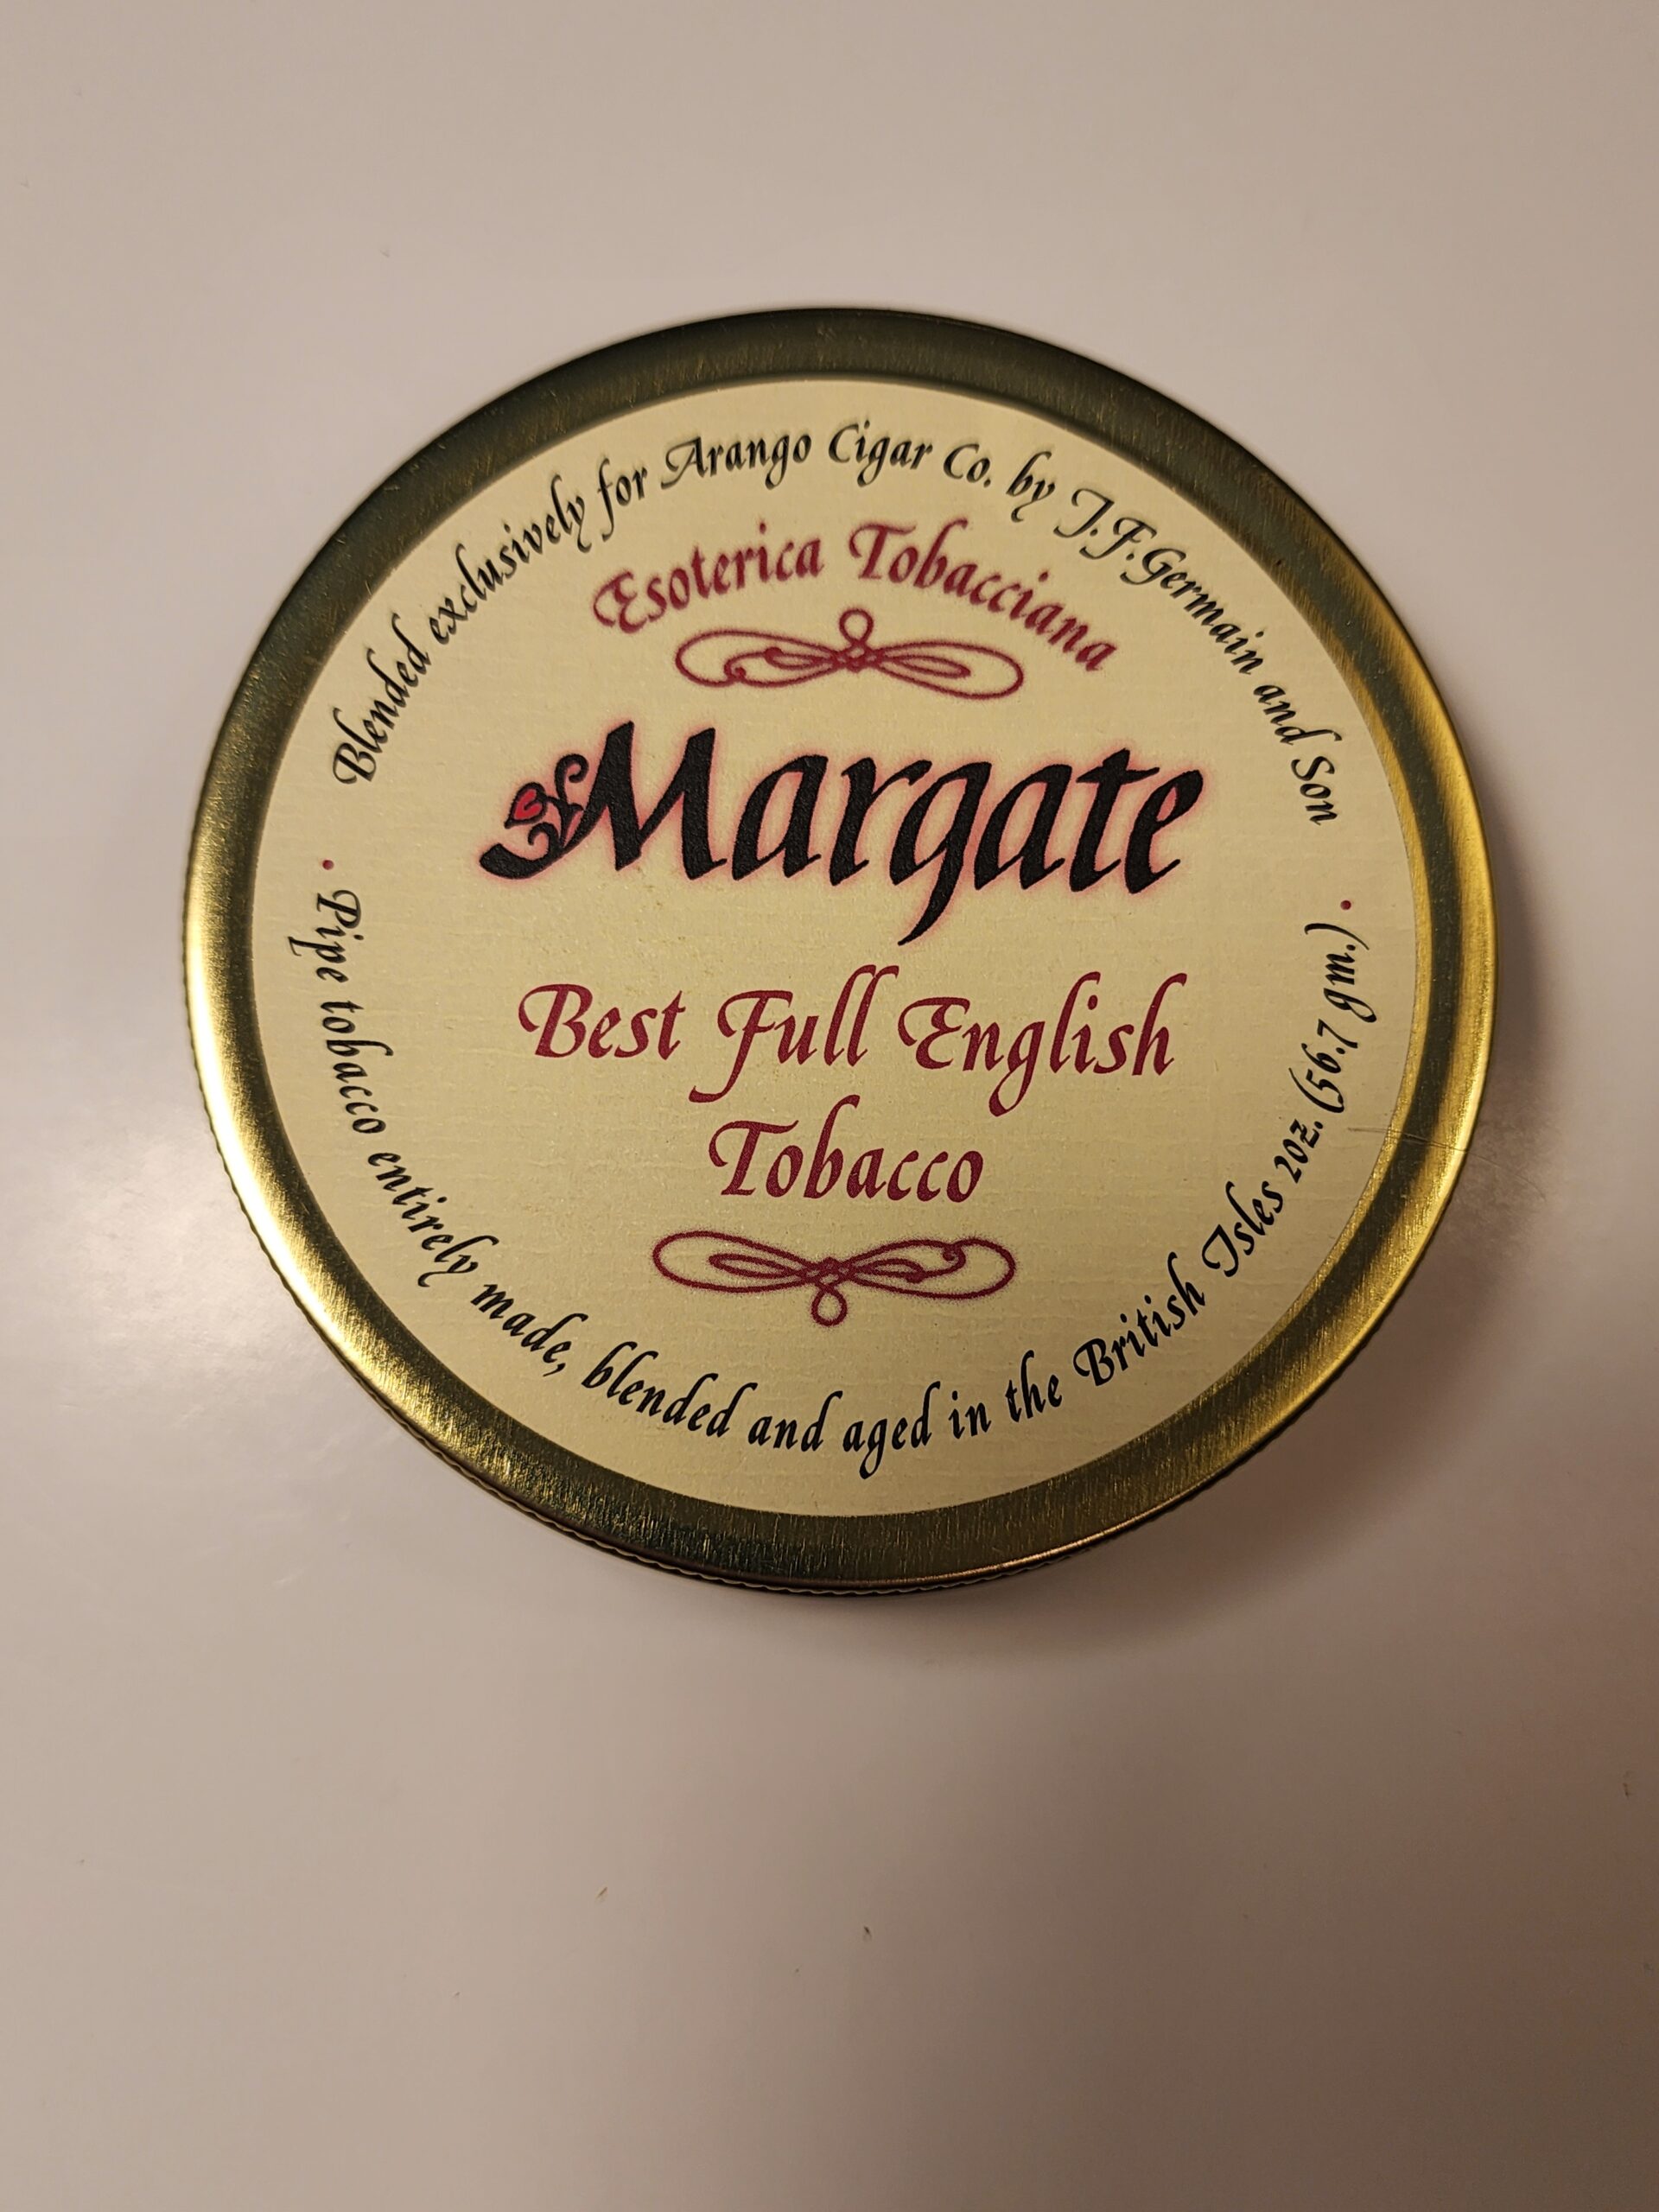 Blended exclusively for Arango Cigar Co. by J.F.Germain and Son
Esoterica Tobacciana
Margate
Best Full English
Tobacco
• Pipe tobacco entirely made, blended and aged in the British Isles 2oz. (56.7 gm.) •